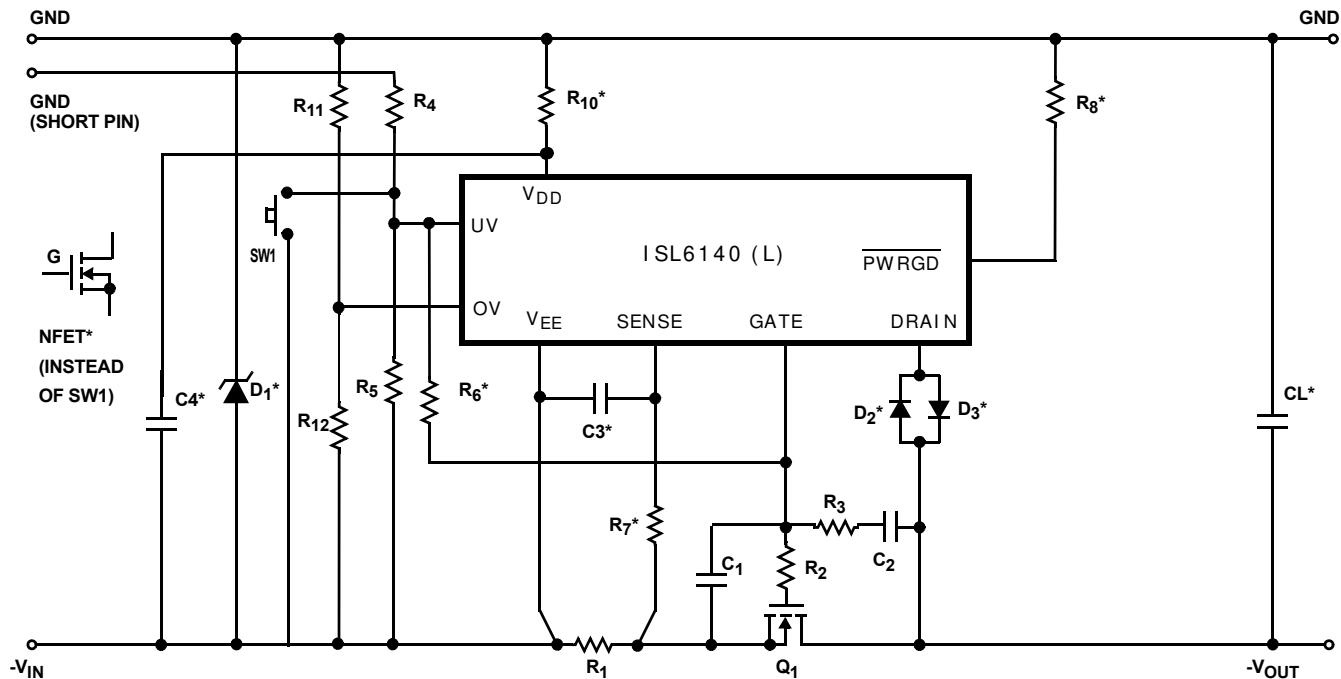 GND
GND
GND
(SHORT PIN)
R11
R4
R10*
R8*
VDD
UV
ISL6140 (L)
PWRGD
SW1
G
OV
VEE
SENSE
GATE
DRAIN
NFET*
(INSTEAD
OF SW1)
C4*
D1*
R5
R6*
R12
C3*
D2*
D3*
CL*
R7*
R3
C1
R2
C2
-VIN
R1
Q1
-VOUT